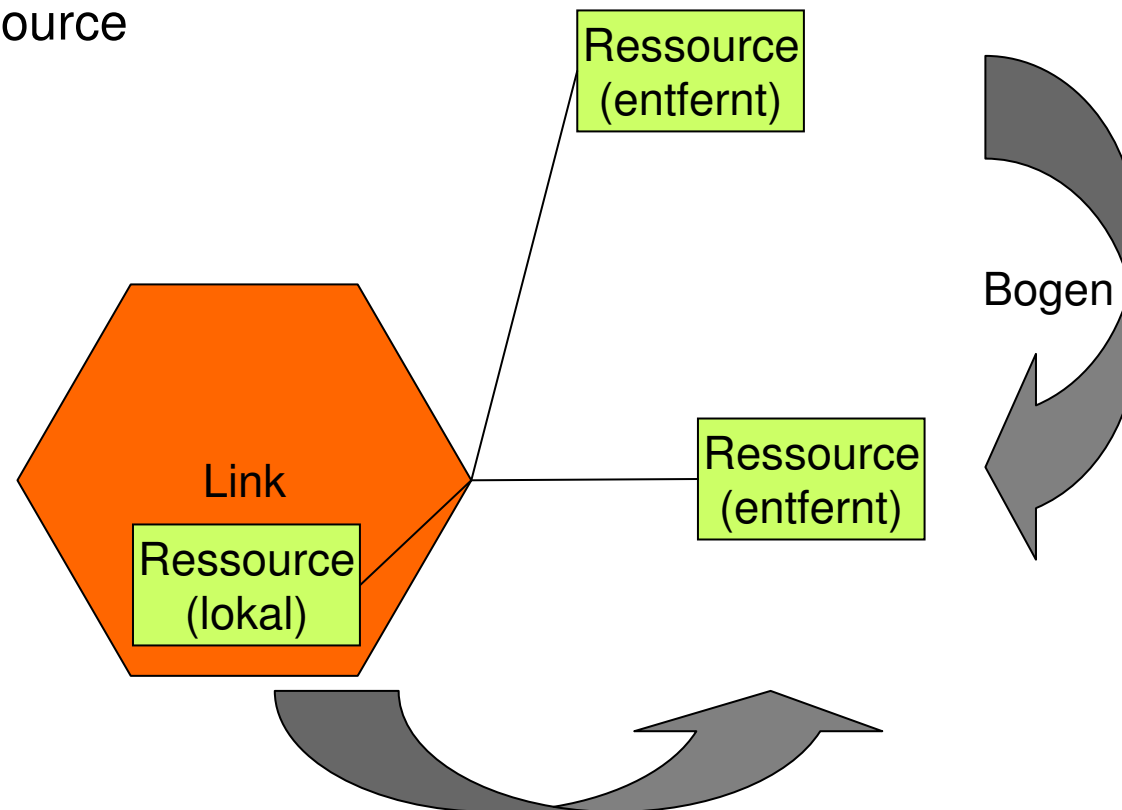 ource
Ressource
(entfernt)
Bogen
Ressource
(entfernt)
Link
Ressource
(lokal)